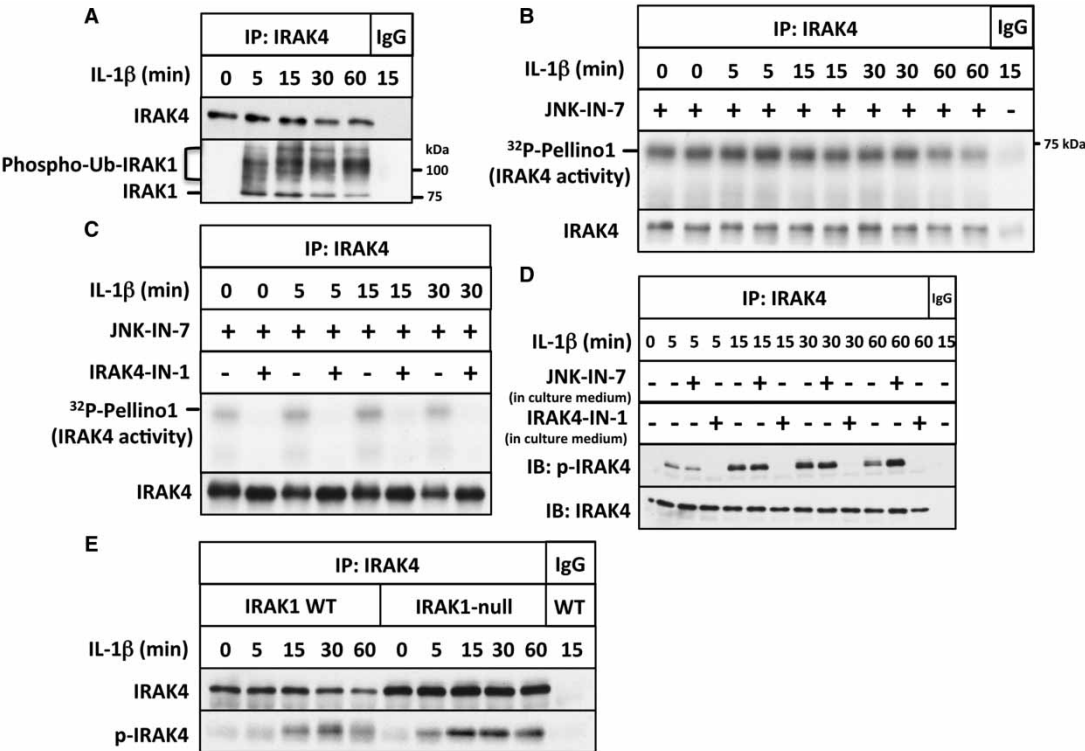 A
IP: IRAK4 IgG
IL-1β (min) 0 5 15 30 60 15
IRAK4
kDa
Phospho-Ub-IRAK1 100
IRAK1 75
B
IP: IRAK4 IgG
IL-1β (min) 0 0 5 5 15 15 30 30 60 60 15
JNK-IN-7 + + + + + + + + + + -
32P-Pellino1 75 kDa
(IRAK4 activity)
IRAK4
C
IP: IRAK4
IL-1β (min) 0 0 5 5 15 15 30 30
JNK-IN-7 + + + + + + + +
IRAK4-IN-1 - + - + - + - +
32P-Pellino1
(IRAK4 activity)
IRAK4
D
IP: IRAK4 IgG
IL-1β (min) 0 5 5 5 15 15 15 30 30 30 60 60 60 15
JNK-IN-7 - - + - - + - - + - - + - -
(in culture medium)
IRAK4-IN-1 - - - + - - + - - + - - + -
(in culture medium)
IB: p-IRAK4
IB: IRAK4
E
IP: IRAK4 IgG
IRAK1 WT IRAK1-null WT
IL-1β (min) 0 5 15 30 60 0 5 15 30 60 15
IRAK4
p-IRAK4